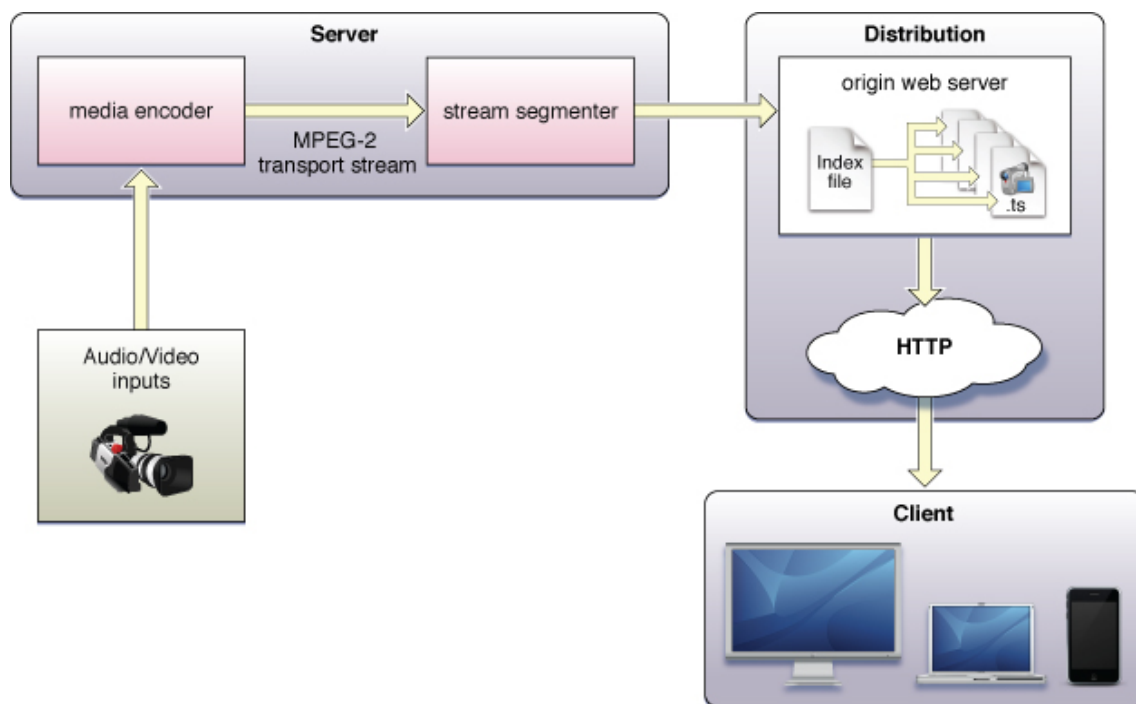 Server
media encoder
MPEG-2
transport stream
stream segmenter
Distribution
origin web server
Index
file
.ts
HTTP
Audio/Video
inputs
Client